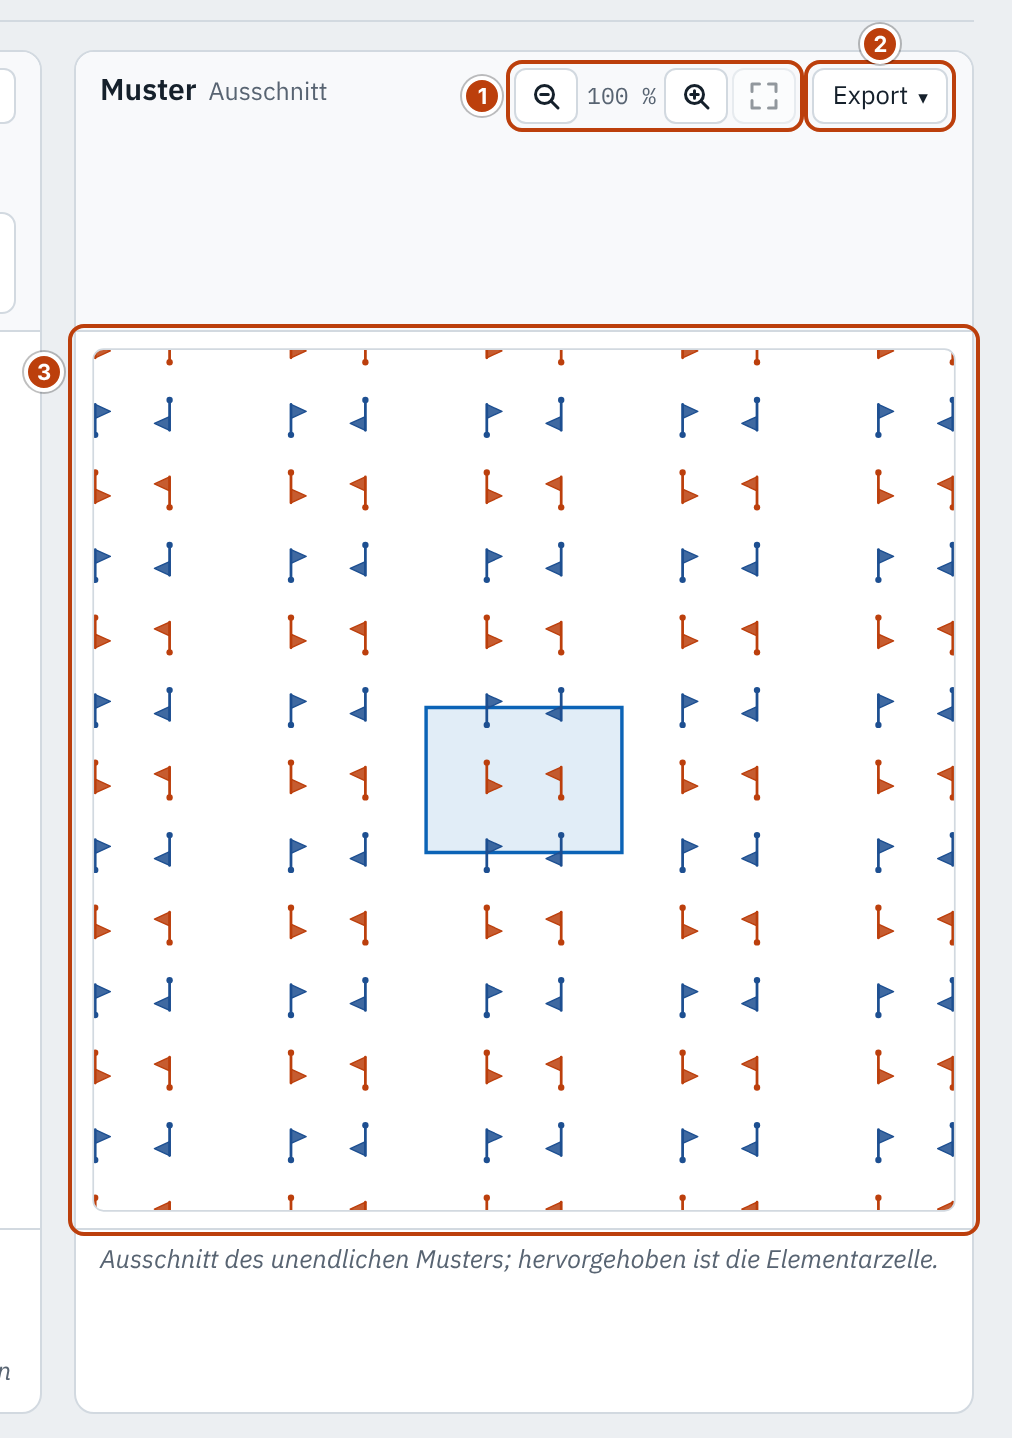 2
Muster Ausschnitt
1
100 %
Export ▾
3
Ausschnitt des unendlichen Musters; hervorgehoben ist die Elementarzelle.
n